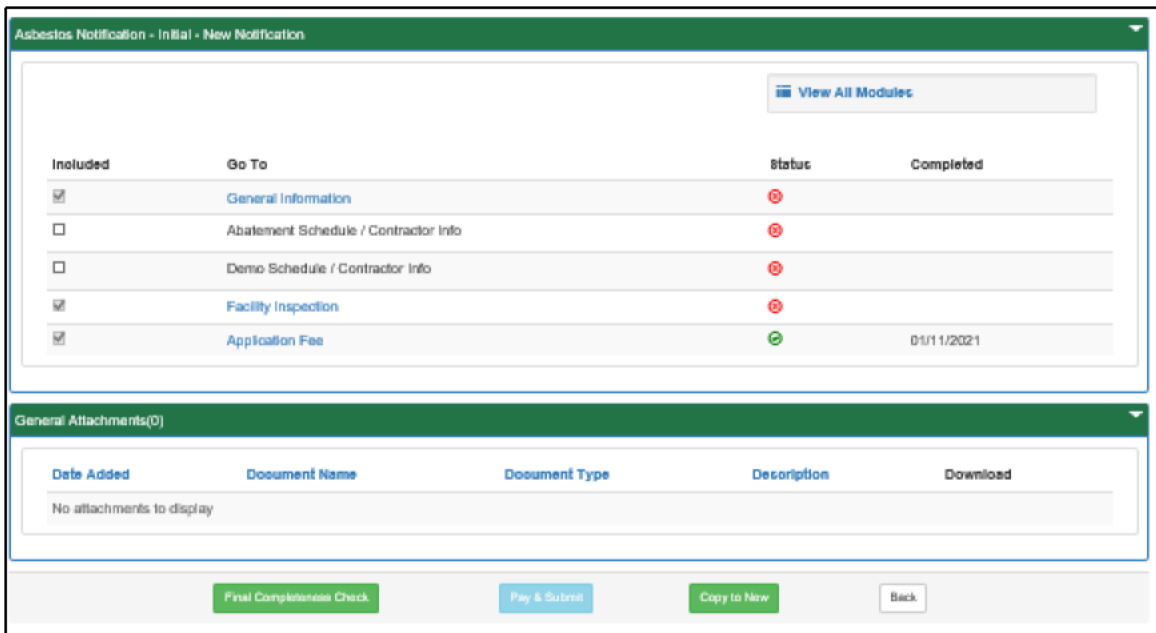 Asbestos Notification - Initial - New Notification
View All Modules
Included Go To Status Completed
General Information
Abatement Schedule / Contractor Info
Demo Schedule / Contractor Info
Facility Inspection
Application Fee 01/11/2021
General Attachments(0)
Date Added Document Name Document Type Description Download
No attachments to display
Final Completeness Check Pay & Submit Copy to New Back